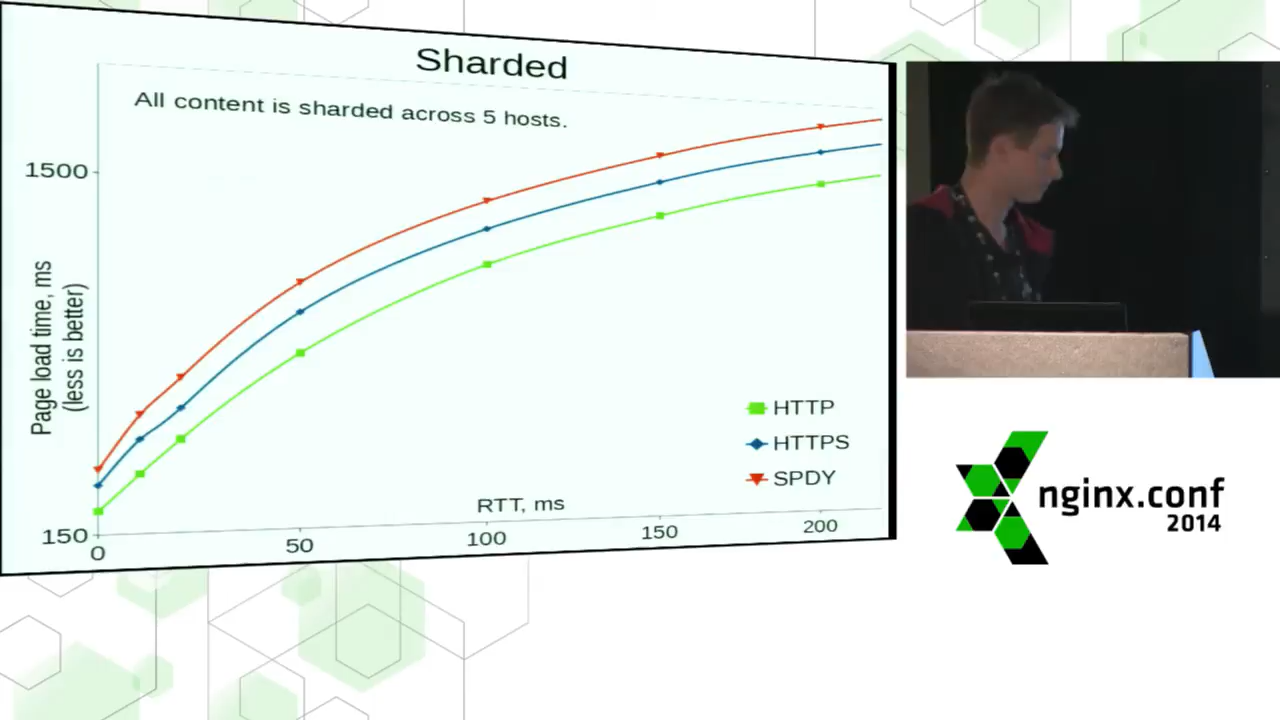 Sharded
All content is sharded across 5 hosts.
1500
150
Page load time, ms
(less is better)
0
50
100
150
200
RTT, ms
HTTP
HTTPS
SPDY
nginx.conf
2014